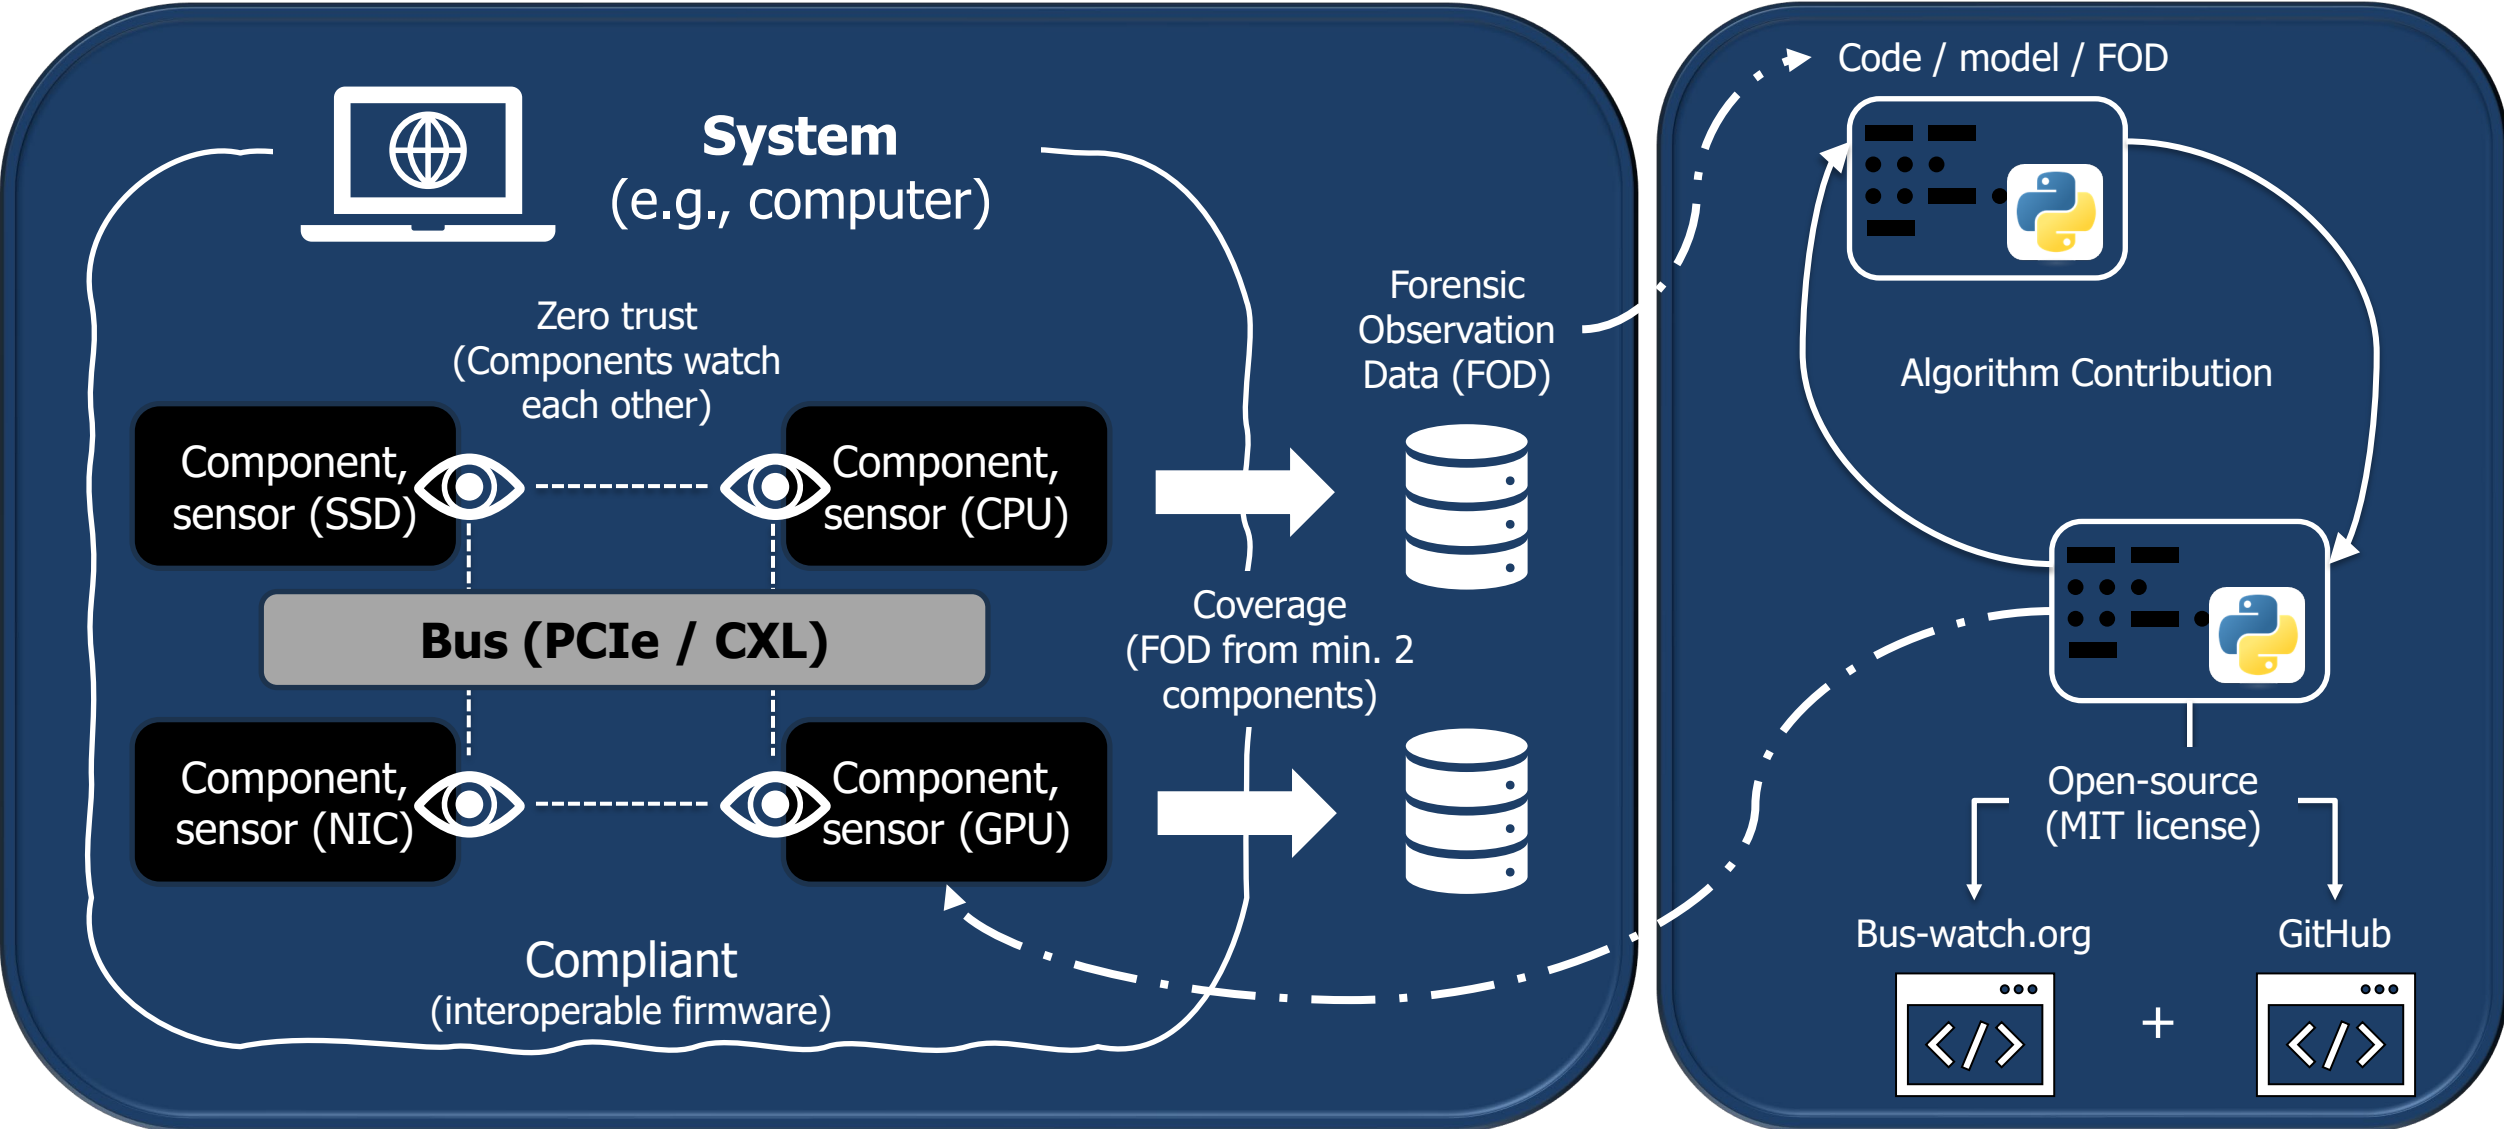 System
(e.g., computer)
Zero trust
(Components watch
each other)
Component,
sensor (SSD)
Component,
sensor (CPU)
Bus (PCIe / CXL)
Component,
sensor (NIC)
Component,
sensor (GPU)
Compliant
(interoperable firmware)
Forensic
Observation
Data (FOD)
Coverage
(FOD from min. 2
components)
Code / model / FOD
Algorithm Contribution
Open-source
(MIT license)
Bus-watch.org
GitHub
</>
+
</>